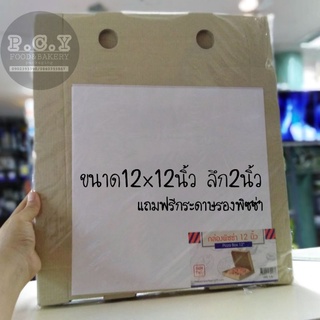 P.C.Y
FOOD&BAKERY
ขนาด12×12นิ้ว ลึก2นิ้ว
แถมฟรีกระดาษรองพิซซ่า
กล่องพิซซ่า 12 นิ้ว